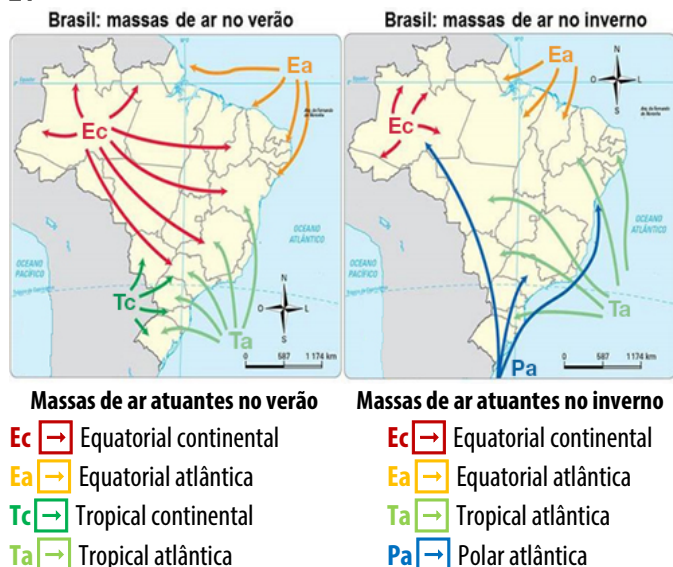 Brasil: massas de ar no verão
Ea
Ec
OCEANO
ATLÂNTICO
OCEANO
PACÍFICO
Tc
Ta
N
O
L
S
0 587 1 174 km
Brasil: massas de ar no inverno
Ea
N
O
L
S
Ec
OCEANO
ATLÂNTICO
OCEANO
PACÍFICO
Ta
Pa
0 587 1 174 km
Massas de ar atuantes no verão
Ec → Equatorial continental
Ea → Equatorial atlântica
Tc → Tropical continental
Ta → Tropical atlântica
Massas de ar atuantes no inverno
Ec → Equatorial continental
Ea → Equatorial atlântica
Ta → Tropical atlântica
Pa → Polar atlântica